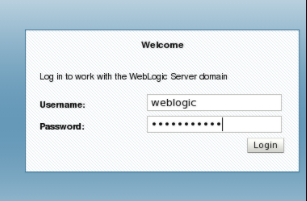 Welcome
Log in to work with the WebLogic Server domain
Username: weblogic
Password: •••••••••••
Login